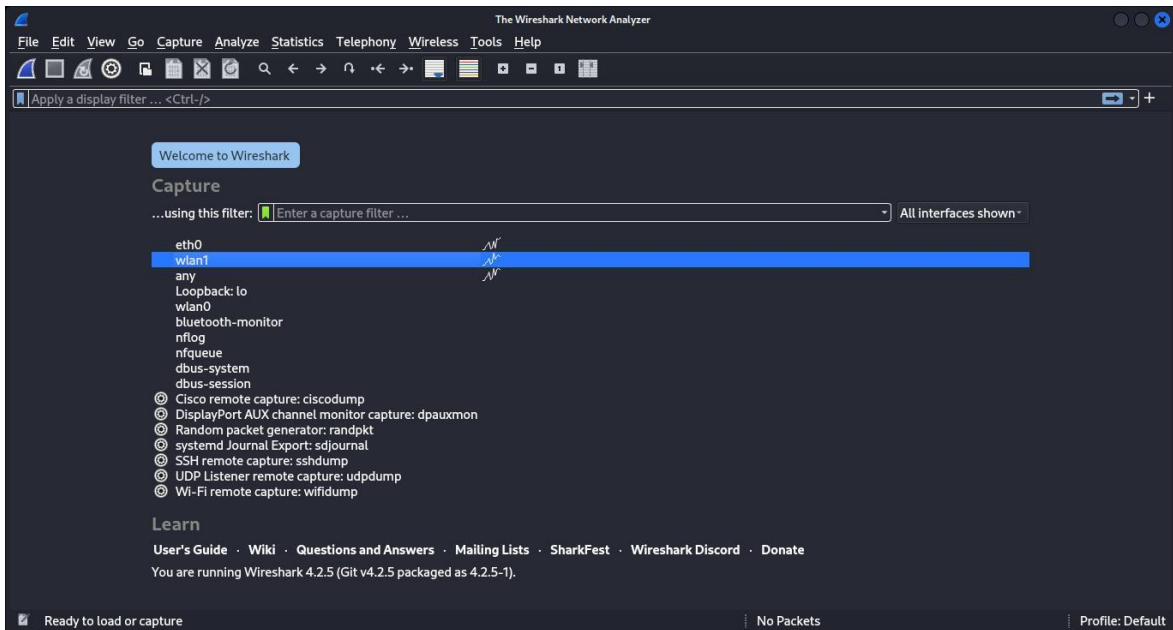 The Wireshark Network Analyzer
File Edit View Go Capture Analyze Statistics Telephony Wireless Tools Help
Apply a display filter ... <Ctrl-/>
Welcome to Wireshark
Capture
...using this filter: Enter a capture filter ... All interfaces shown
eth0
wlan1
any
Loopback: lo
wlan0
bluetooth-monitor
nflog
nfqueue
dbus-system
dbus-session
Cisco remote capture: ciscodump
DisplayPort AUX channel monitor capture: dpauxmon
Random packet generator: randpkt
systemd Journal Export: sdjournal
SSH remote capture: sshdump
UDP Listener remote capture: udpdump
Wi-Fi remote capture: wifidump
Learn
User's Guide · Wiki · Questions and Answers · Mailing Lists · SharkFest · Wireshark Discord · Donate
You are running Wireshark 4.2.5 (Git v4.2.5 packaged as 4.2.5-1).
Ready to load or capture No Packets Profile: Default